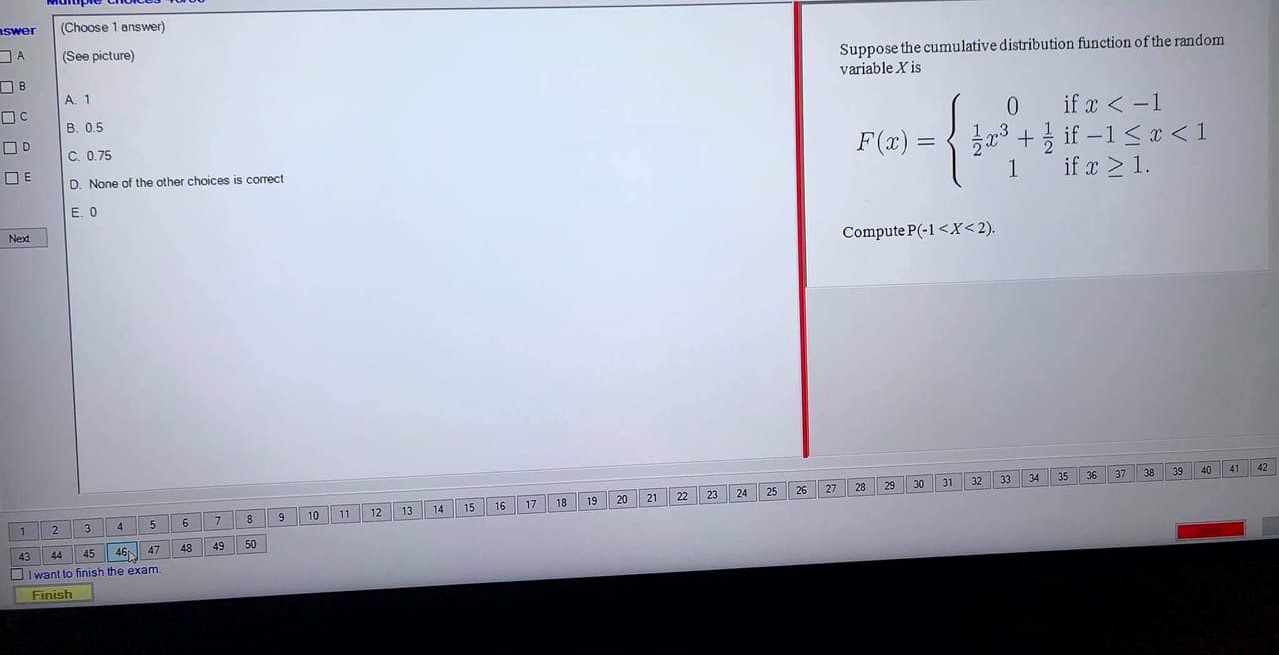 (Choose 1 answer)
(See picture)
A. 1
B. 0.5
C. 0.75
D. None of the other choices is correct
E. 0
A
B
C
D
E
Next
Suppose the cumulative distribution function of the random
variable X is
F(x) = { 0 if x < −1
1/2 x³ + 1/2 if −1 ≤ x < 1
1 if x ≥ 1.
Compute P(-1 <X< 2).
1 2 3 4 5 6 7 8 9 10 11 12 13 14 15 16 17 18 19 20 21 22 23 24 25 26 27 28 29 30 31 32 33 34 35 36 37 38 39 40 41 42
43 44 45 46 47 48 49 50
I want to finish the exam.
Finish